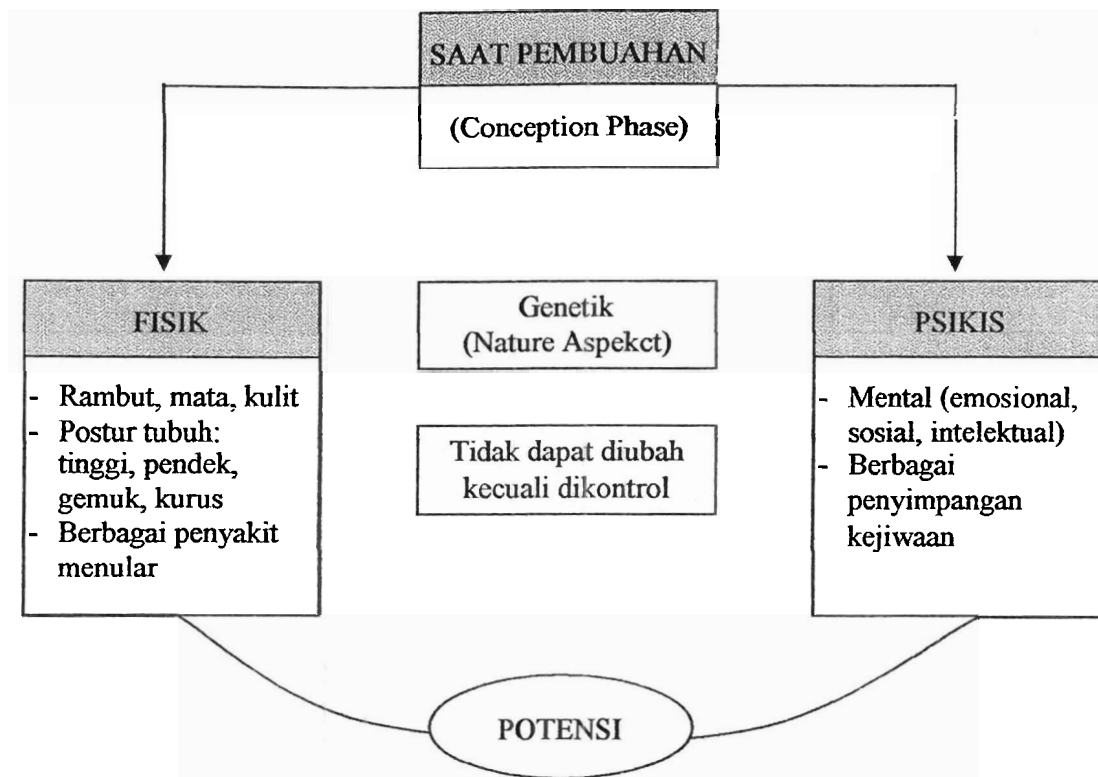 SAAT PEMBUAHAN
(Conception Phase)
FISIK
- Rambut, mata, kulit
- Postur tubuh:
tinggi, pendek,
gemuk, kurus
- Berbagai penyakit
menular
Genetik
(Nature Aspekct)
Tidak dapat diubah
kecuali dikontrol
PSIKIS
- Mental (emosional,
sosial, intelektual)
- Berbagai
penyimpangan
kejiwaan
POTENSI